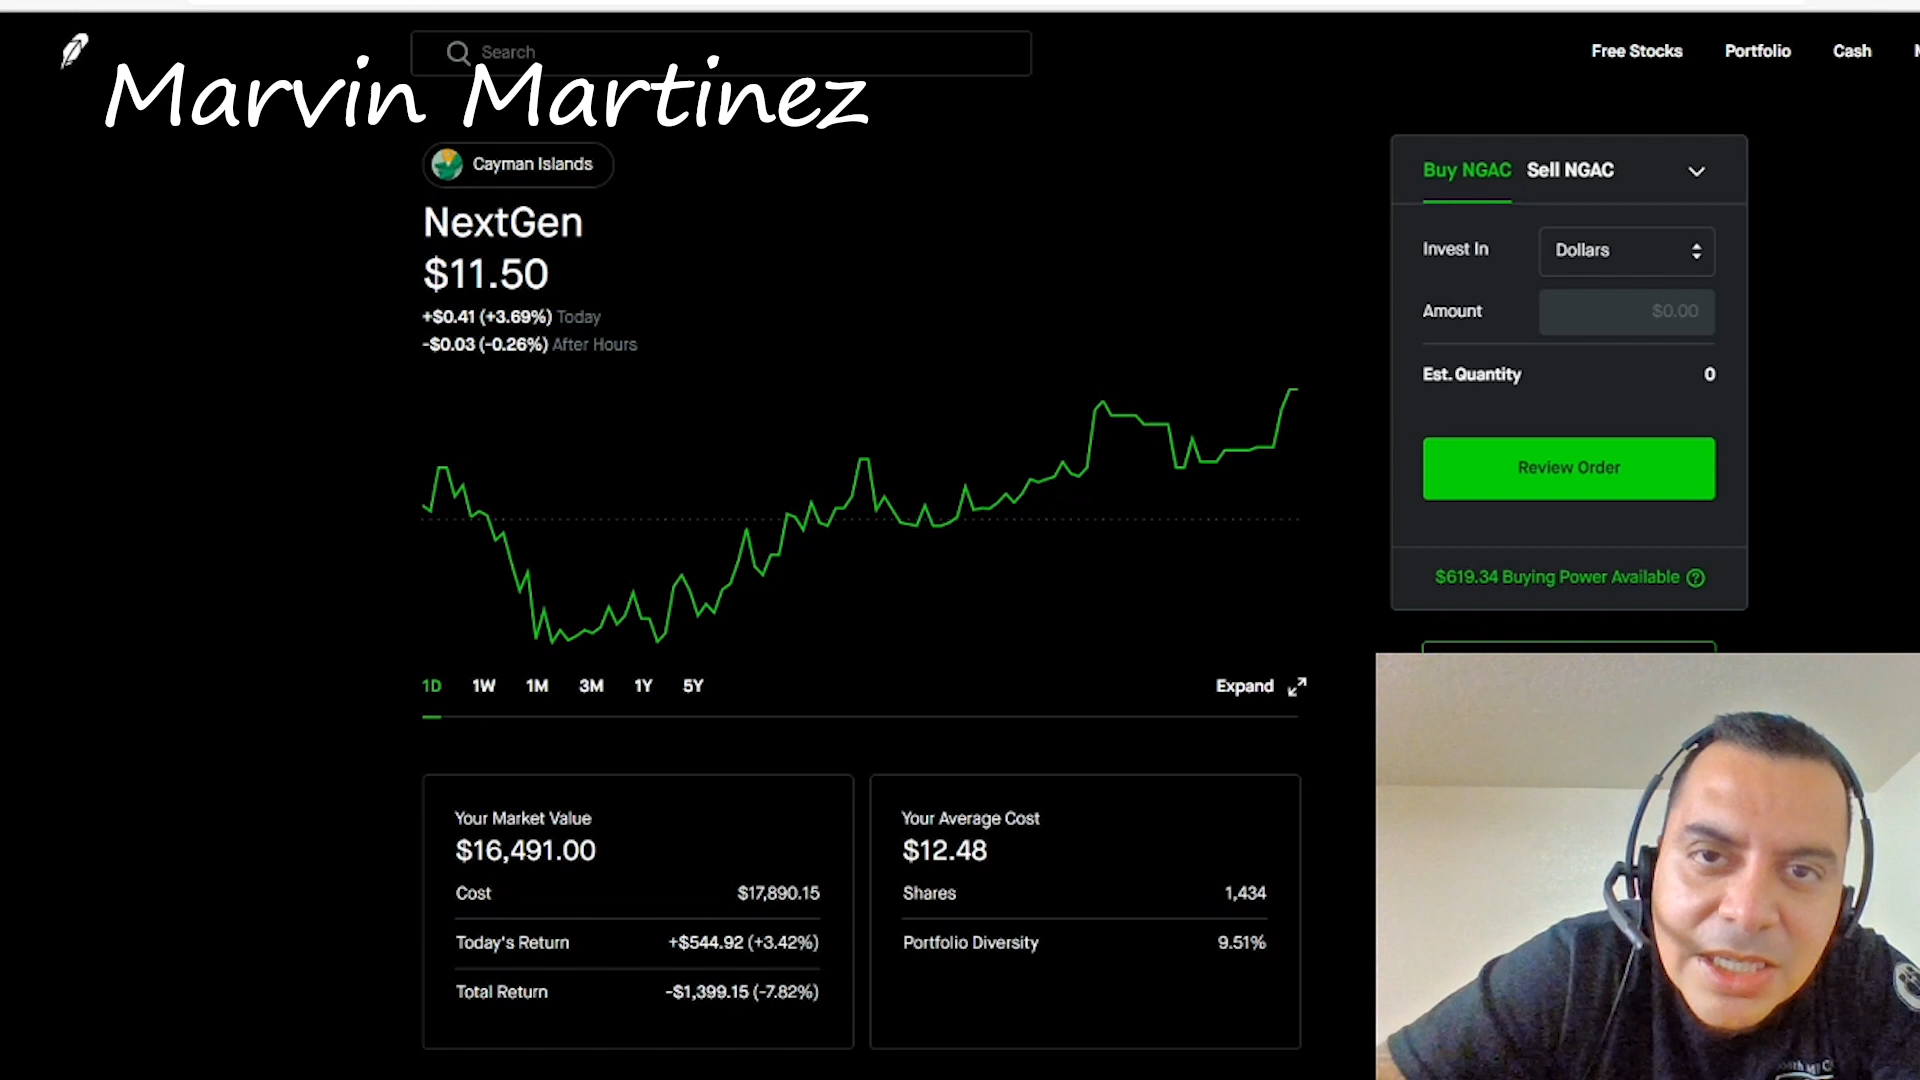 Search
Free Stocks Portfolio Cash
Marvin Martinez
Cayman Islands
NextGen
$11.50
+$0.41 (+3.69%) Today
-$0.03 (-0.26%) After Hours
Buy NGAC Sell NGAC
Invest In Dollars
Amount $0.00
Est. Quantity 0
Review Order
$619.34 Buying Power Available
1D 1W 1M 3M 1Y 5Y Expand
Your Market Value
$16,491.00
Cost $17,890.15
Today's Return +$544.92 (+3.42%)
Total Return -$1,399.15 (-7.82%)
Your Average Cost
$12.48
Shares 1,434
Portfolio Diversity 9.51%